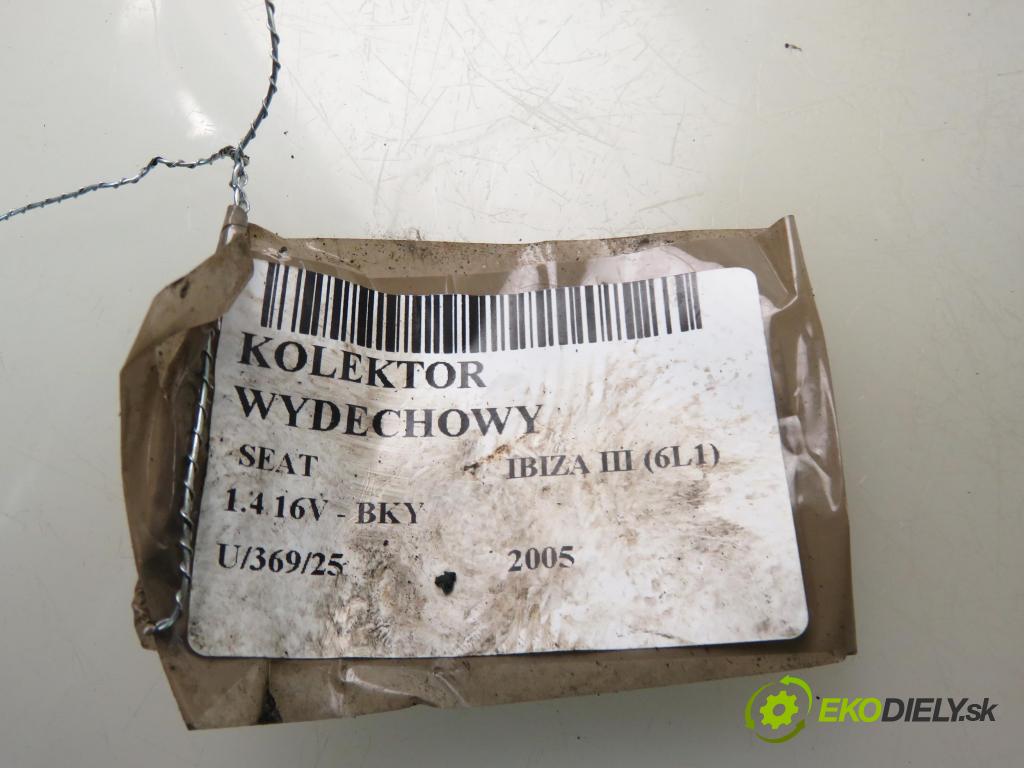 KOLEKTOR
WYDECHOWY
SEAT IBIZA III (6L1)
1.4 16V - BKY
U/369/25 2005
EKODIELY.sk